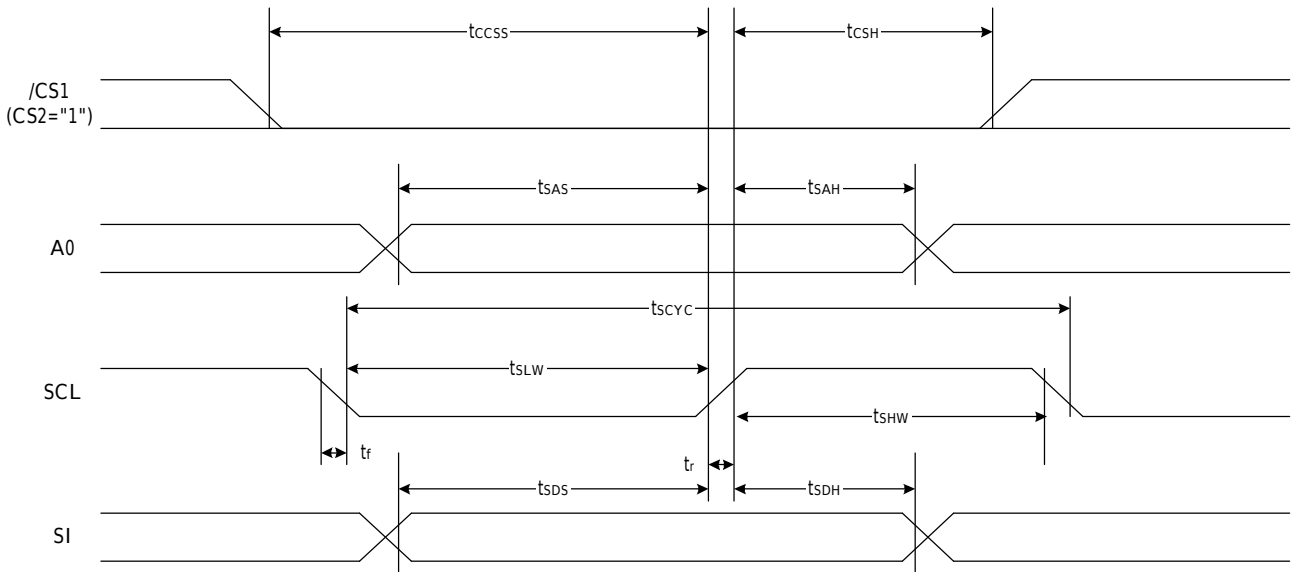 tCCSS
tCSH
/CS1
(CS2="1")
tSAS
tSAH
A0
tSCYC
tSLW
SCL
tSHW
tf
tr
tSDS
tSDH
SI